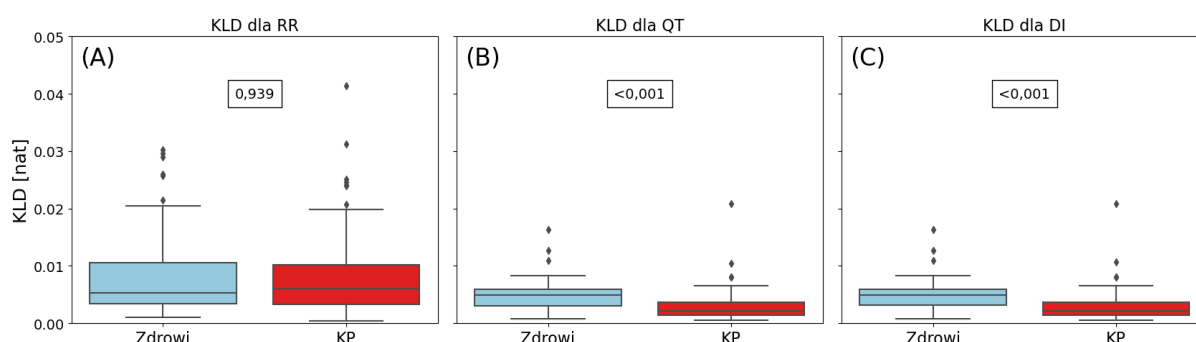 KLD dla RR
KLD dla QT
KLD dla DI
(A)
(B)
(C)
0,939
<0,001
<0,001
KLD [nat]
0.05
0.04
0.03
0.02
0.01
0.00
Zdrowi
KP
Zdrowi
KP
Zdrowi
KP